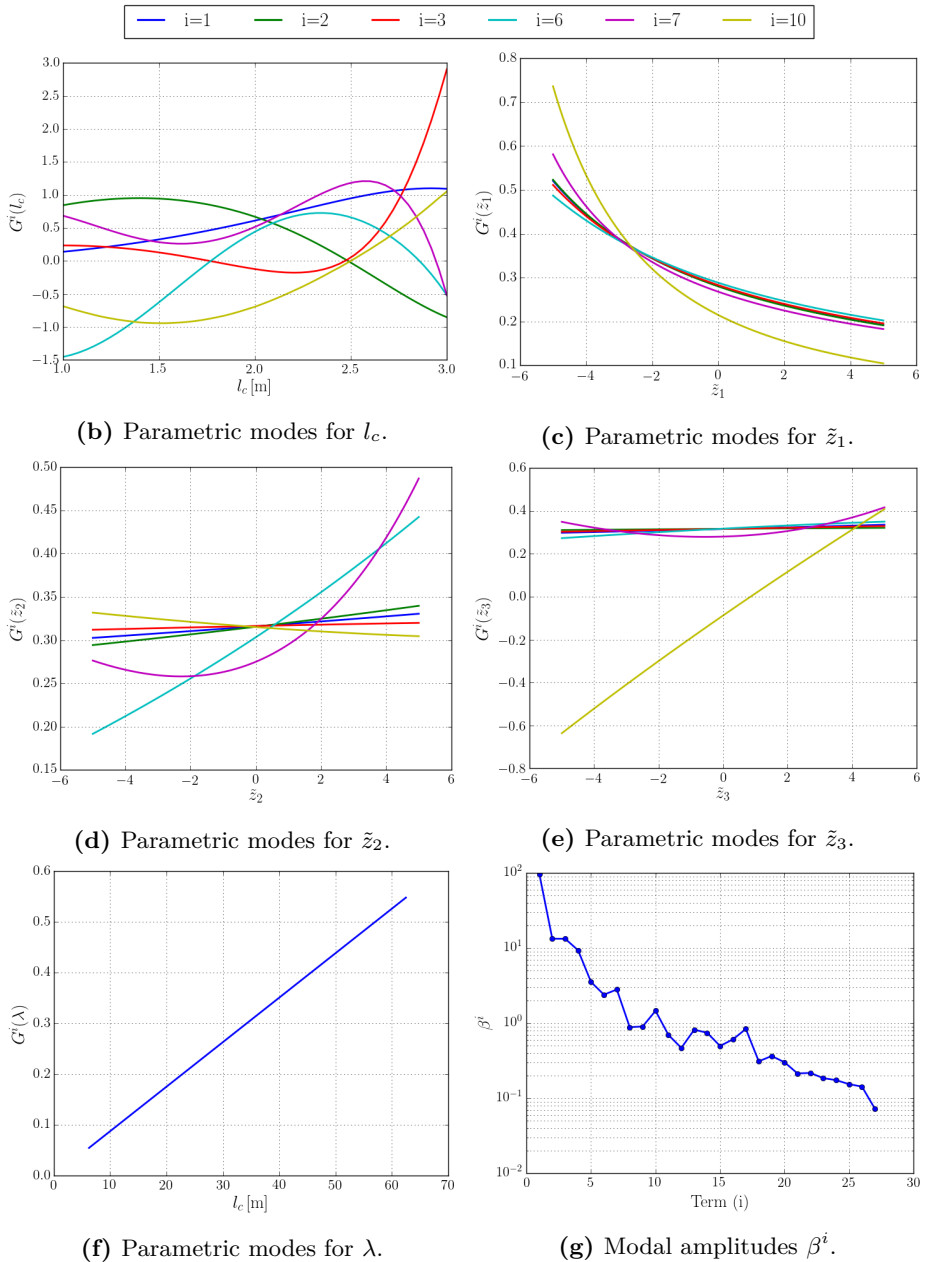 i=1 i=2 i=3 i=6 i=7 i=10
3.0
2.5
2.0
1.5
1.0
0.5
0.0
−0.5
−1.0
−1.5
G^i(l_c)
1.0 1.5 2.0 2.5 3.0
l_c [m]
(b) Parametric modes for l_c.
0.8
0.7
0.6
0.5
0.4
0.3
0.2
0.1
G^i(z̃_1)
−6 −4 −2 0 2 4 6
z̃_1
(c) Parametric modes for z̃_1.
0.50
0.45
0.40
0.35
0.30
0.25
0.20
0.15
G^i(z̃_2)
−6 −4 −2 0 2 4 6
z̃_2
(d) Parametric modes for z̃_2.
0.6
0.4
0.2
0.0
−0.2
−0.4
−0.6
−0.8
G^i(z̃_3)
−6 −4 −2 0 2 4 6
z̃_3
(e) Parametric modes for z̃_3.
0.6
0.5
0.4
0.3
0.2
0.1
0.0
G^i(λ)
0 10 20 30 40 50 60 70
l_c [m]
(f) Parametric modes for λ.
10^2
10^1
10^0
10^−1
10^−2
β^i
0 5 10 15 20 25 30
Term (i)
(g) Modal amplitudes β^i.